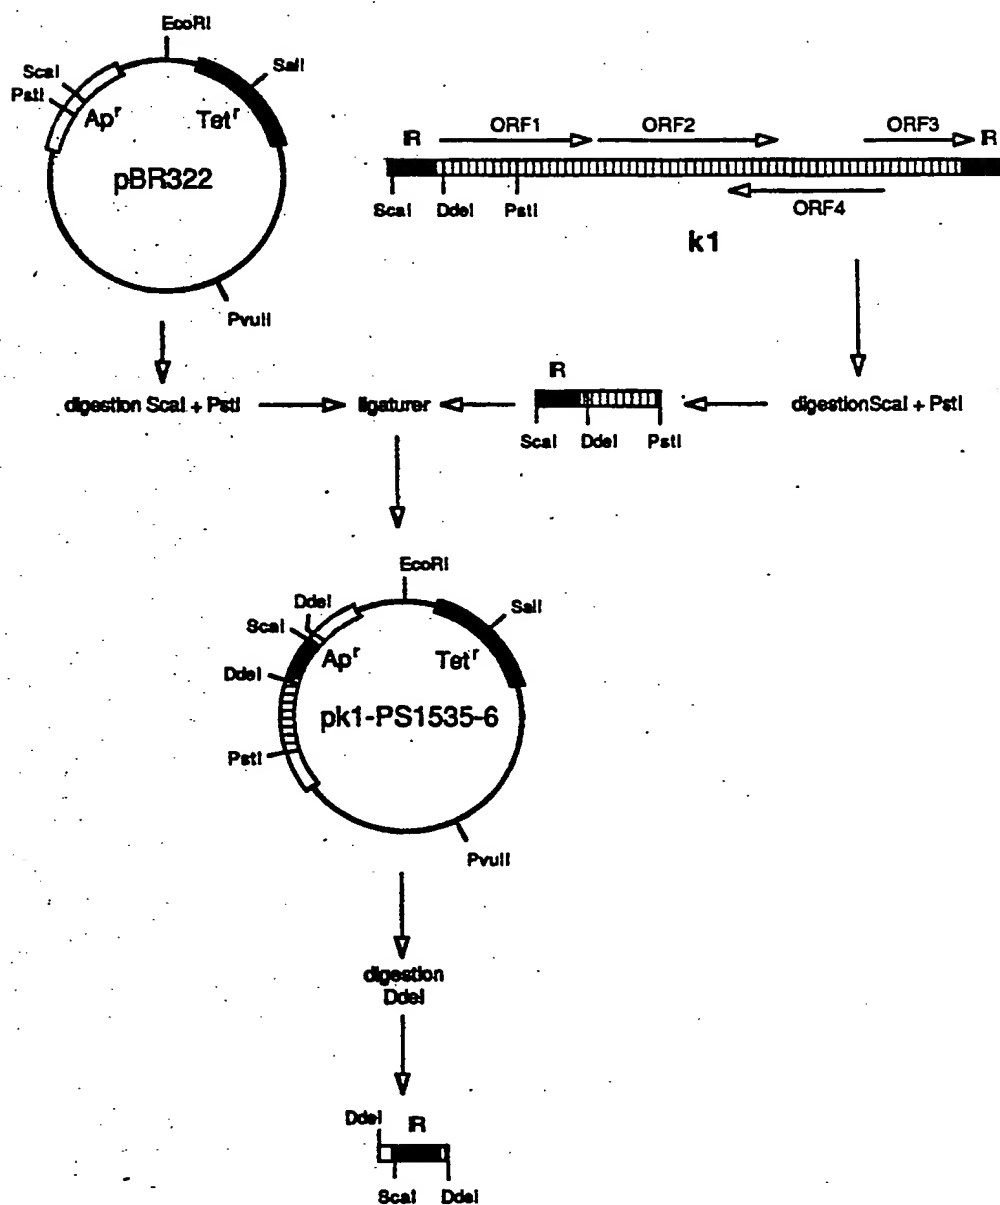 EcoRI
ScaI
SalI
PstI
Apʳ
Tetʳ
pBR322
PvuII
IR
ORF1
ORF2
ORF3
IR
ScaI
DdeI
PstI
ORF4
k1
digestion ScaI + PstI
ligaturer
IR
ScaI
DdeI
PstI
digestionScaI + PstI
EcoRI
DdeI
SalI
ScaI
Apʳ
Tetʳ
DdeI
pk1-PS1535-6
PstI
PvuII
digestion
DdeI
DdeI
IR
ScaI
DdeI